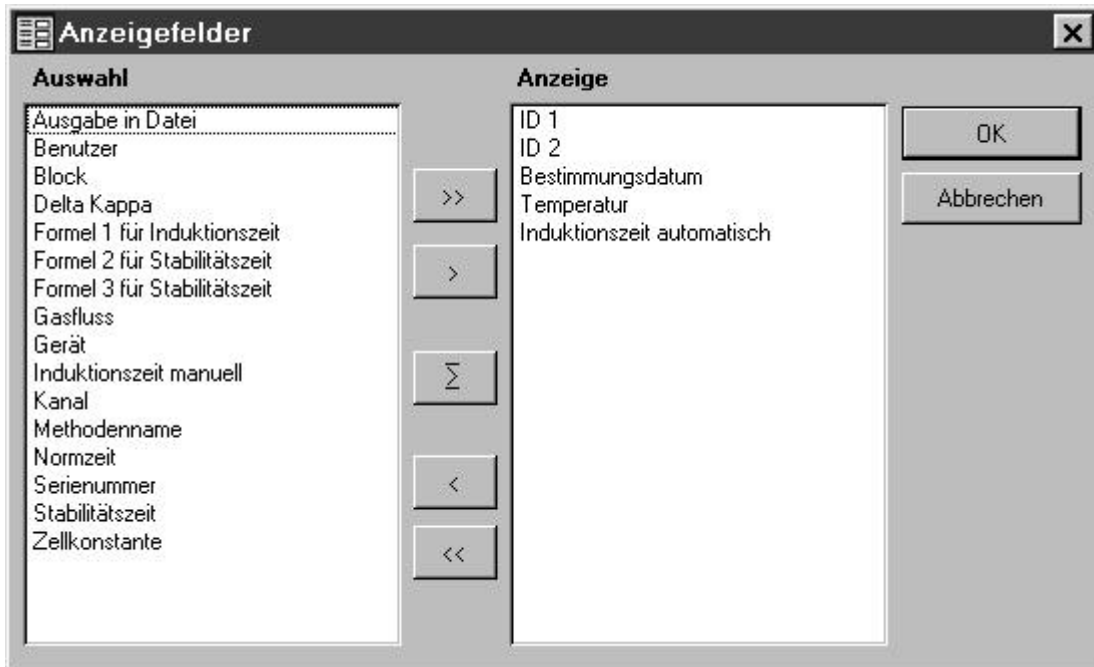 Anzeigefelder
Auswahl
Ausgabe in Datei
Benutzer
Block
Delta Kappa
Formel 1 für Induktionszeit
Formel 2 für Stabilitätszeit
Formel 3 für Stabilitätszeit
Gasfluss
Gerät
Induktionszeit manuell
Kanal
Methodenname
Normzeit
Serienummer
Stabilitätszeit
Zellkonstante
>>
>
Σ
<
<<
Anzeige
ID 1
ID 2
Bestimmungsdatum
Temperatur
Induktionszeit automatisch
OK
Abbrechen